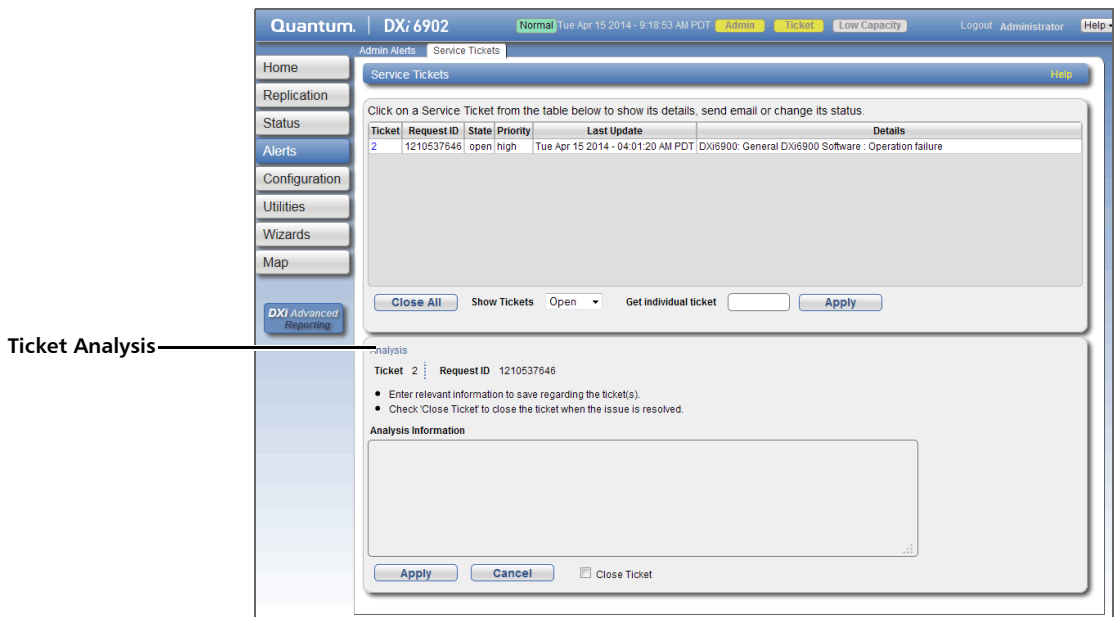 Quantum. | DXi 6902 Normal Tue Apr 15 2014 - 9:18:53 AM PDT Admin Ticket Low Capacity Logout Administrator Help
Admin Alerts Service Tickets
Home
Replication
Status
Alerts
Configuration
Utilities
Wizards
Map
DXi Advanced
Reporting
Service Tickets Help
Click on a Service Ticket from the table below to show its details, send email or change its status.
Ticket Request ID State Priority Last Update Details
2 1210537646 open high Tue Apr 15 2014 - 04:01:20 AM PDT DXi6900: General DXi6900 Software : Operation failure
Close All Show Tickets Open Get individual ticket Apply
Ticket Analysis
Analysis
Ticket 2 Request ID 1210537646
• Enter relevant information to save regarding the ticket(s).
• Check 'Close Ticket' to close the ticket when the issue is resolved.
Analysis Information
Apply Cancel Close Ticket